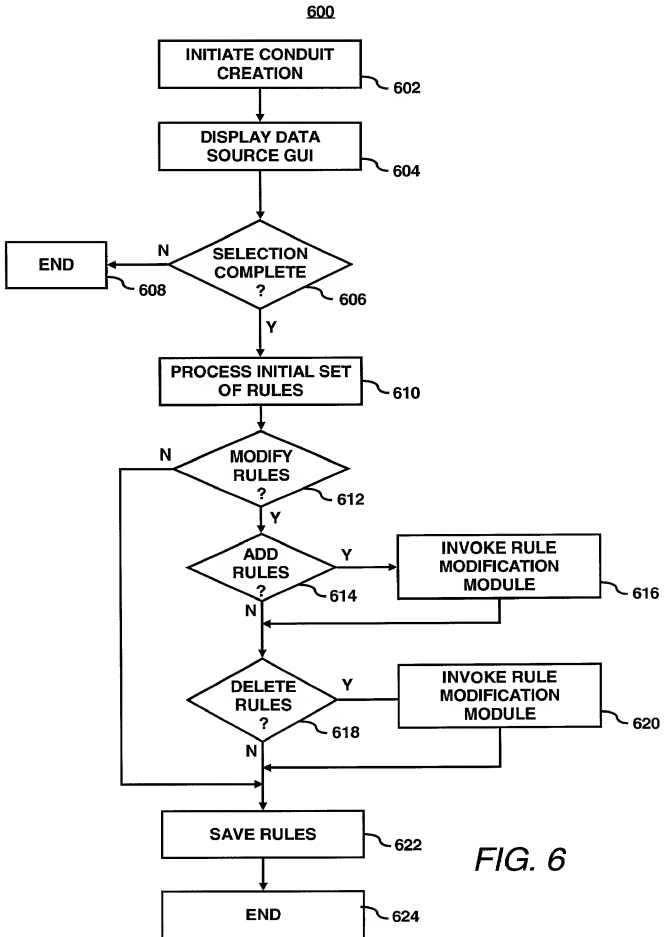 600
INITIATE CONDUIT
CREATION
602
DISPLAY DATA
SOURCE GUI
604
N
SELECTION
COMPLETE
?
606
END
608
Y
PROCESS INITIAL SET
OF RULES
610
N
MODIFY
RULES
?
612
Y
ADD
RULES
?
614
Y
INVOKE RULE
MODIFICATION
MODULE
616
N
DELETE
RULES
?
618
Y
INVOKE RULE
MODIFICATION
MODULE
620
N
SAVE RULES
622
FIG. 6
END
624